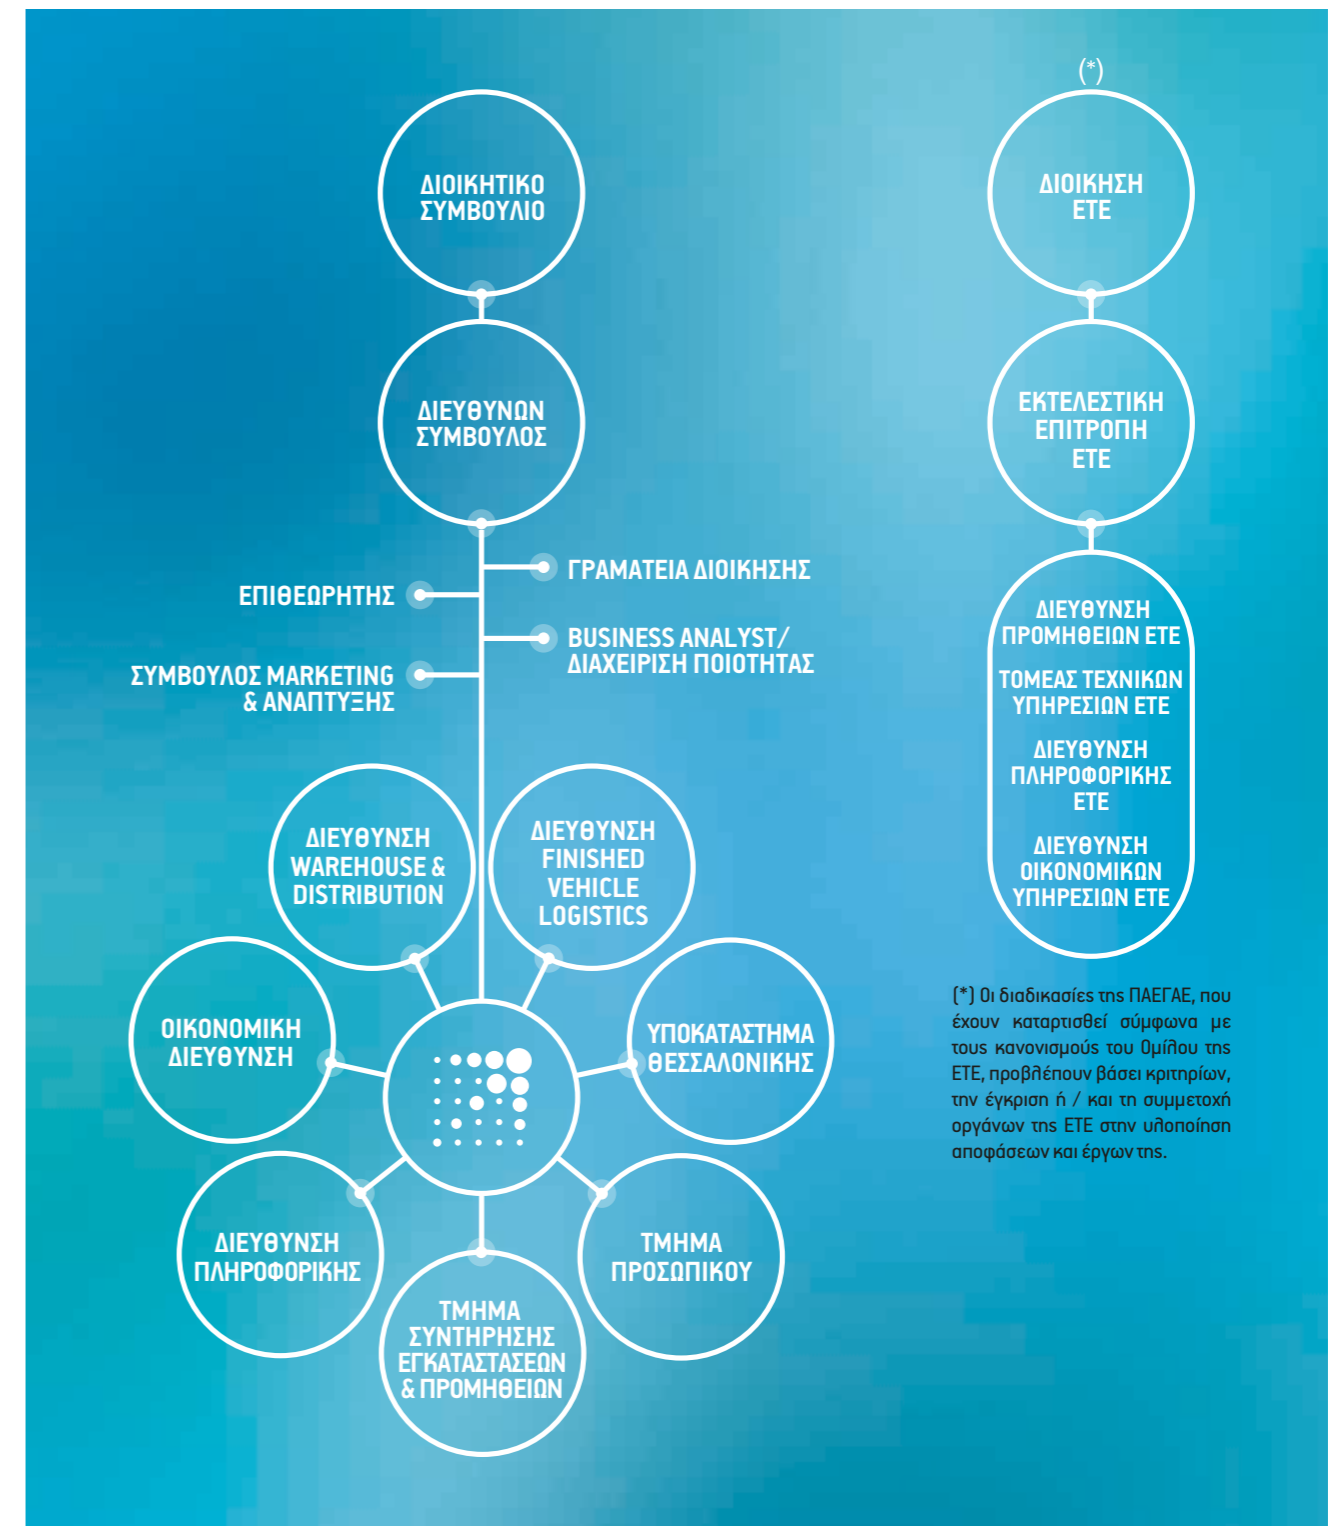 ΔΙΟΙΚΗΤΙΚΟ
ΣΥΜΒΟΥΛΙΟ
ΔΙΕΥΘΥΝΩΝ
ΣΥΜΒΟΥΛΟΣ
ΓΡΑΜΑΤΕΙΑ ΔΙΟΙΚΗΣΗΣ
ΕΠΙΘΕΩΡΗΤΗΣ
BUSINESS ANALYST/
ΔΙΑΧΕΙΡΙΣΗ ΠΟΙΟΤΗΤΑΣ
ΣΥΜΒΟΥΛΟΣ MARKETING
& ΑΝΑΠΤΥΞΗΣ
ΔΙΕΥΘΥΝΣΗ
WAREHOUSE &
DISTRIBUTION
ΔΙΕΥΘΥΝΣΗ
FINISHED
VEHICLE
LOGISTICS
ΟΙΚΟΝΟΜΙΚΗ
ΔΙΕΥΘΥΝΣΗ
ΥΠΟΚΑΤΑΣΤΗΜΑ
ΘΕΣΣΑΛΟΝΙΚΗΣ
ΔΙΕΥΘΥΝΣΗ
ΠΛΗΡΟΦΟΡΙΚΗΣ
ΤΜΗΜΑ
ΠΡΟΣΩΠΙΚΟΥ
ΤΜΗΜΑ
ΣΥΝΤΗΡΗΣΗΣ
ΕΓΚΑΤΑΣΤΑΣΕΩΝ
& ΠΡΟΜΗΘΕΙΩΝ
(*)
ΔΙΟΙΚΗΣΗ
ΕΤΕ
ΕΚΤΕΛΕΣΤΙΚΗ
ΕΠΙΤΡΟΠΗ
ΕΤΕ
ΔΙΕΥΘΥΝΣΗ
ΠΡΟΜΗΘΕΙΩΝ ΕΤΕ
ΤΟΜΕΑΣ ΤΕΧΝΙΚΩΝ
ΥΠΗΡΕΣΙΩΝ ΕΤΕ
ΔΙΕΥΘΥΝΣΗ
ΠΛΗΡΟΦΟΡΙΚΗΣ
ΕΤΕ
ΔΙΕΥΘΥΝΣΗ
ΟΙΚΟΝΟΜΙΚΩΝ
ΥΠΗΡΕΣΙΩΝ ΕΤΕ
(*) Οι διαδικασίες της ΠΑΕΓΑΕ, που
έχουν καταρτισθεί σύμφωνα με
τους κανονισμούς του Ομίλου της
ΕΤΕ, προβλέπουν βάσει κριτηρίων,
την έγκριση ή / και τη συμμετοχή
οργάνων της ΕΤΕ στην υλοποίηση
αποφάσεων και έργων της.